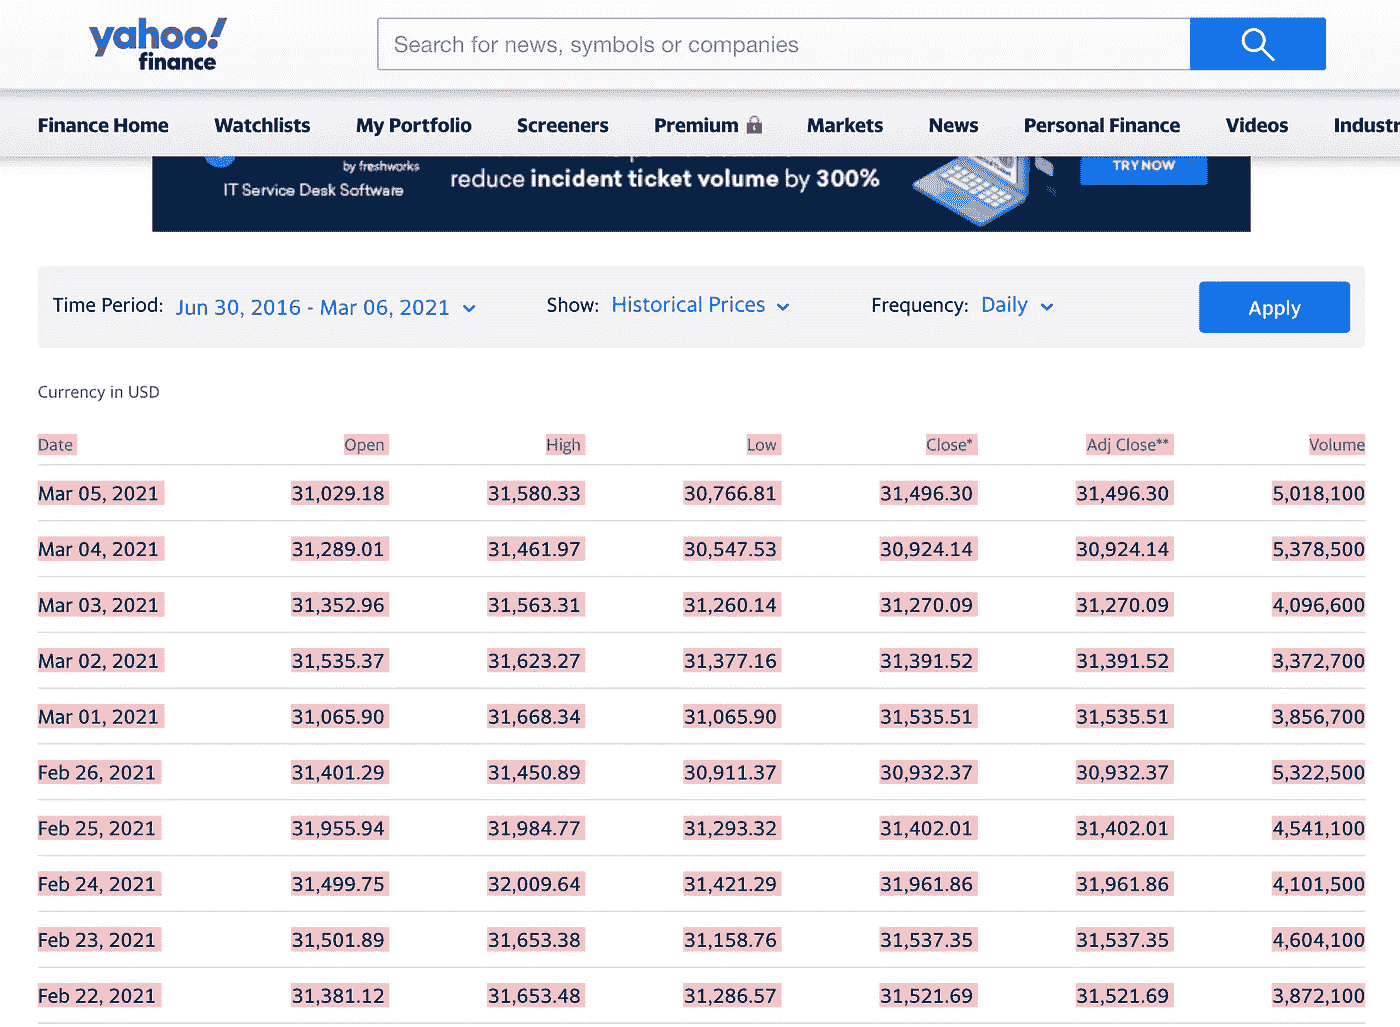 yahoo!
finance
Search for news, symbols or companies
Finance Home Watchlists My Portfolio Screeners Premium Markets News Personal Finance Videos Industr
by freshworks
IT Service Desk Software
reduce incident ticket volume by 300%
TRY NOW
Time Period: Jun 30, 2016 - Mar 06, 2021 Show: Historical Prices Frequency: Daily Apply
Currency in USD
Date Open High Low Close* Adj Close** Volume
Mar 05, 2021 31,029.18 31,580.33 30,766.81 31,496.30 31,496.30 5,018,100
Mar 04, 2021 31,289.01 31,461.97 30,547.53 30,924.14 30,924.14 5,378,500
Mar 03, 2021 31,352.96 31,563.31 31,260.14 31,270.09 31,270.09 4,096,600
Mar 02, 2021 31,535.37 31,623.27 31,377.16 31,391.52 31,391.52 3,372,700
Mar 01, 2021 31,065.90 31,668.34 31,065.90 31,535.51 31,535.51 3,856,700
Feb 26, 2021 31,401.29 31,450.89 30,911.37 30,932.37 30,932.37 5,322,500
Feb 25, 2021 31,955.94 31,984.77 31,293.32 31,402.01 31,402.01 4,541,100
Feb 24, 2021 31,499.75 32,009.64 31,421.29 31,961.86 31,961.86 4,101,500
Feb 23, 2021 31,501.89 31,653.38 31,158.76 31,537.35 31,537.35 4,604,100
Feb 22, 2021 31,381.12 31,653.48 31,286.57 31,521.69 31,521.69 3,872,100